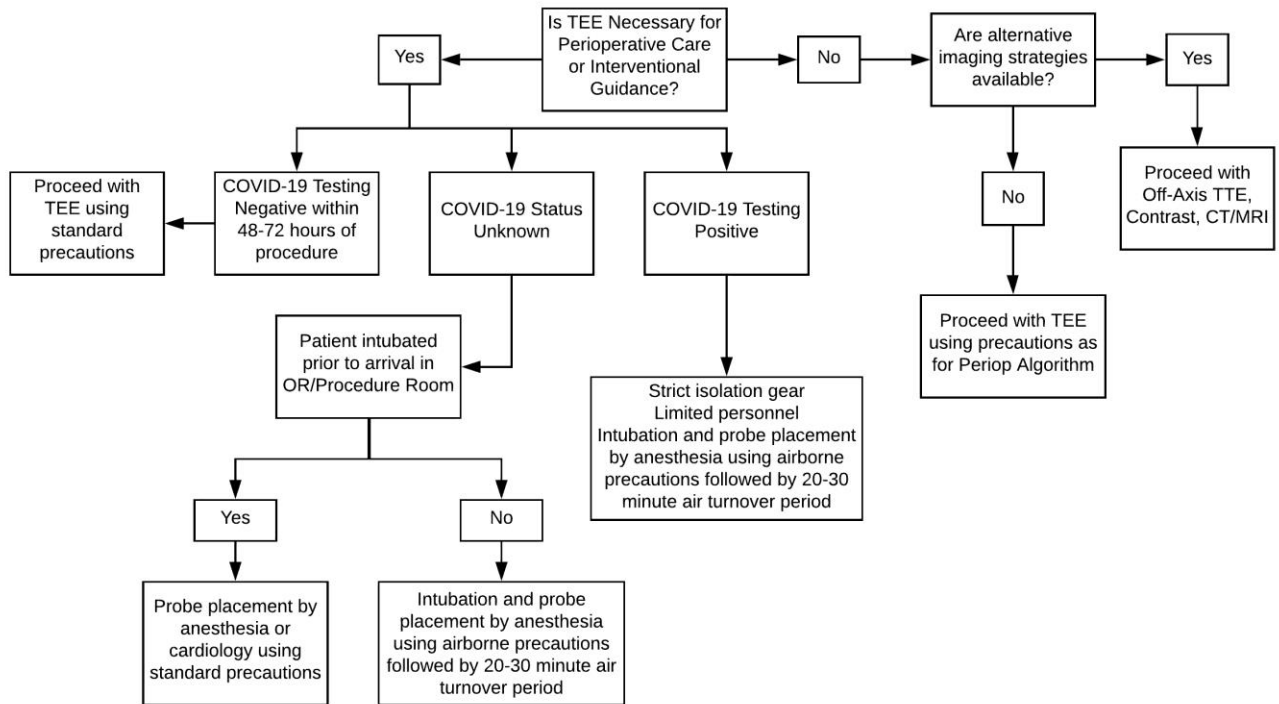 Is TEE Necessary for
Perioperative Care
or Interventional
Guidance?
Yes
No
Are alternative
imaging strategies
available?
Yes
Proceed with
TEE using
standard
precautions
COVID-19 Testing
Negative within
48-72 hours of
procedure
COVID-19 Status
Unknown
COVID-19 Testing
Positive
No
Proceed with
Off-Axis TTE,
Contrast, CT/MRI
Patient intubated
prior to arrival in
OR/Procedure Room
Proceed with TEE
using precautions as
for Periop Algorithm
Strict isolation gear
Limited personnel
Intubation and probe placement
by anesthesia using airborne
precautions followed by 20-30
minute air turnover period
Yes
No
Probe placement by
anesthesia or
cardiology using
standard precautions
Intubation and probe
placement by anesthesia
using airborne precautions
followed by 20-30 minute air
turnover period